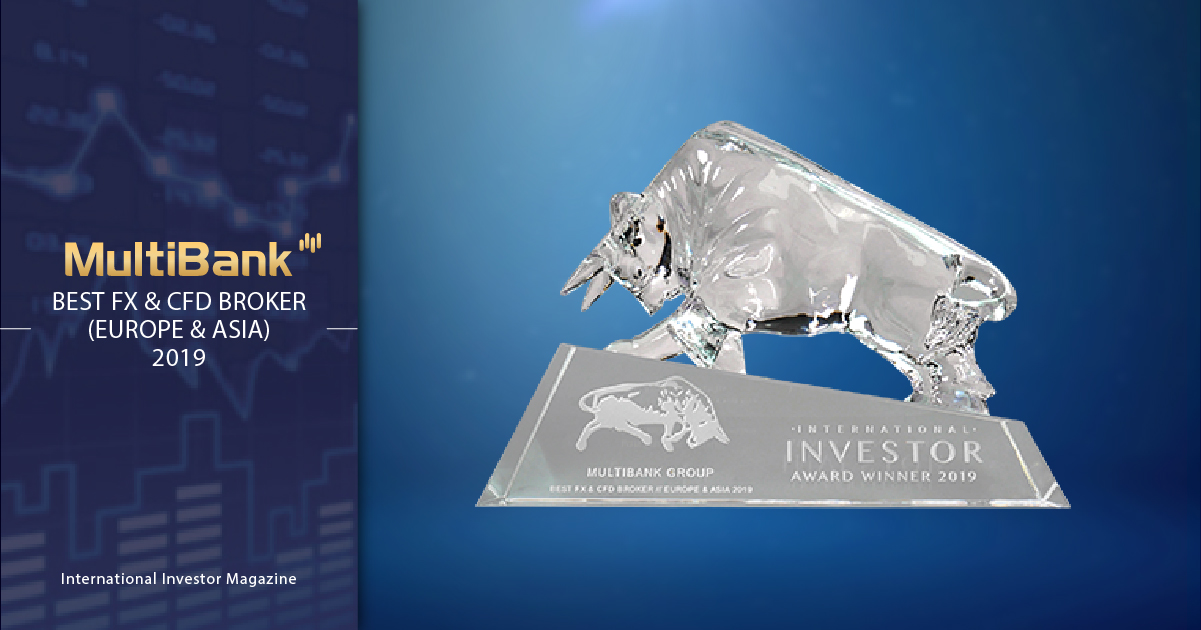 MultiBank
BEST FX & CFD BROKER
(EUROPE & ASIA)
2019
International Investor Magazine
MULTIBANK GROUP
BEST FX & CFD BROKER // EUROPE & ASIA 2019
·INTERNATIONAL·
INVESTOR
AWARD WINNER 2019